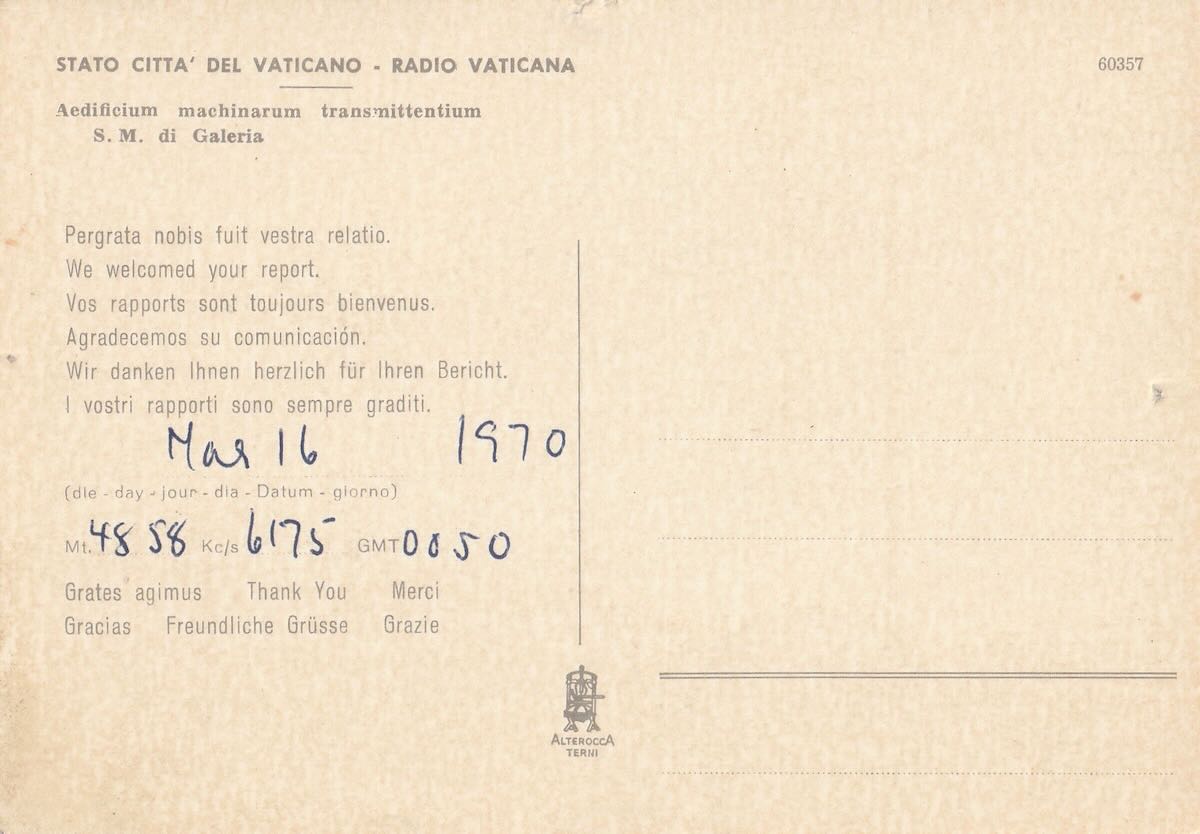 STATO CITTA' DEL VATICANO - RADIO VATICANA
60357
Aedificium machinarum transmittentium
S. M. di Galeria
Pergrata nobis fuit vestra relatio.
We welcomed your report.
Vos rapports sont toujours bienvenus.
Agradecemos su comunicación.
Wir danken Ihnen herzlich für Ihren Bericht.
I vostri rapporti sono sempre graditi.
Mar 16 1970
(die - day - jour - dia - Datum - giorno)
Mt. 48 58 Kc/s 6175 GMT 0050
Grates agimus Thank You Merci
Gracias Freundliche Grüsse Grazie
ALTEROCCA
TERNI